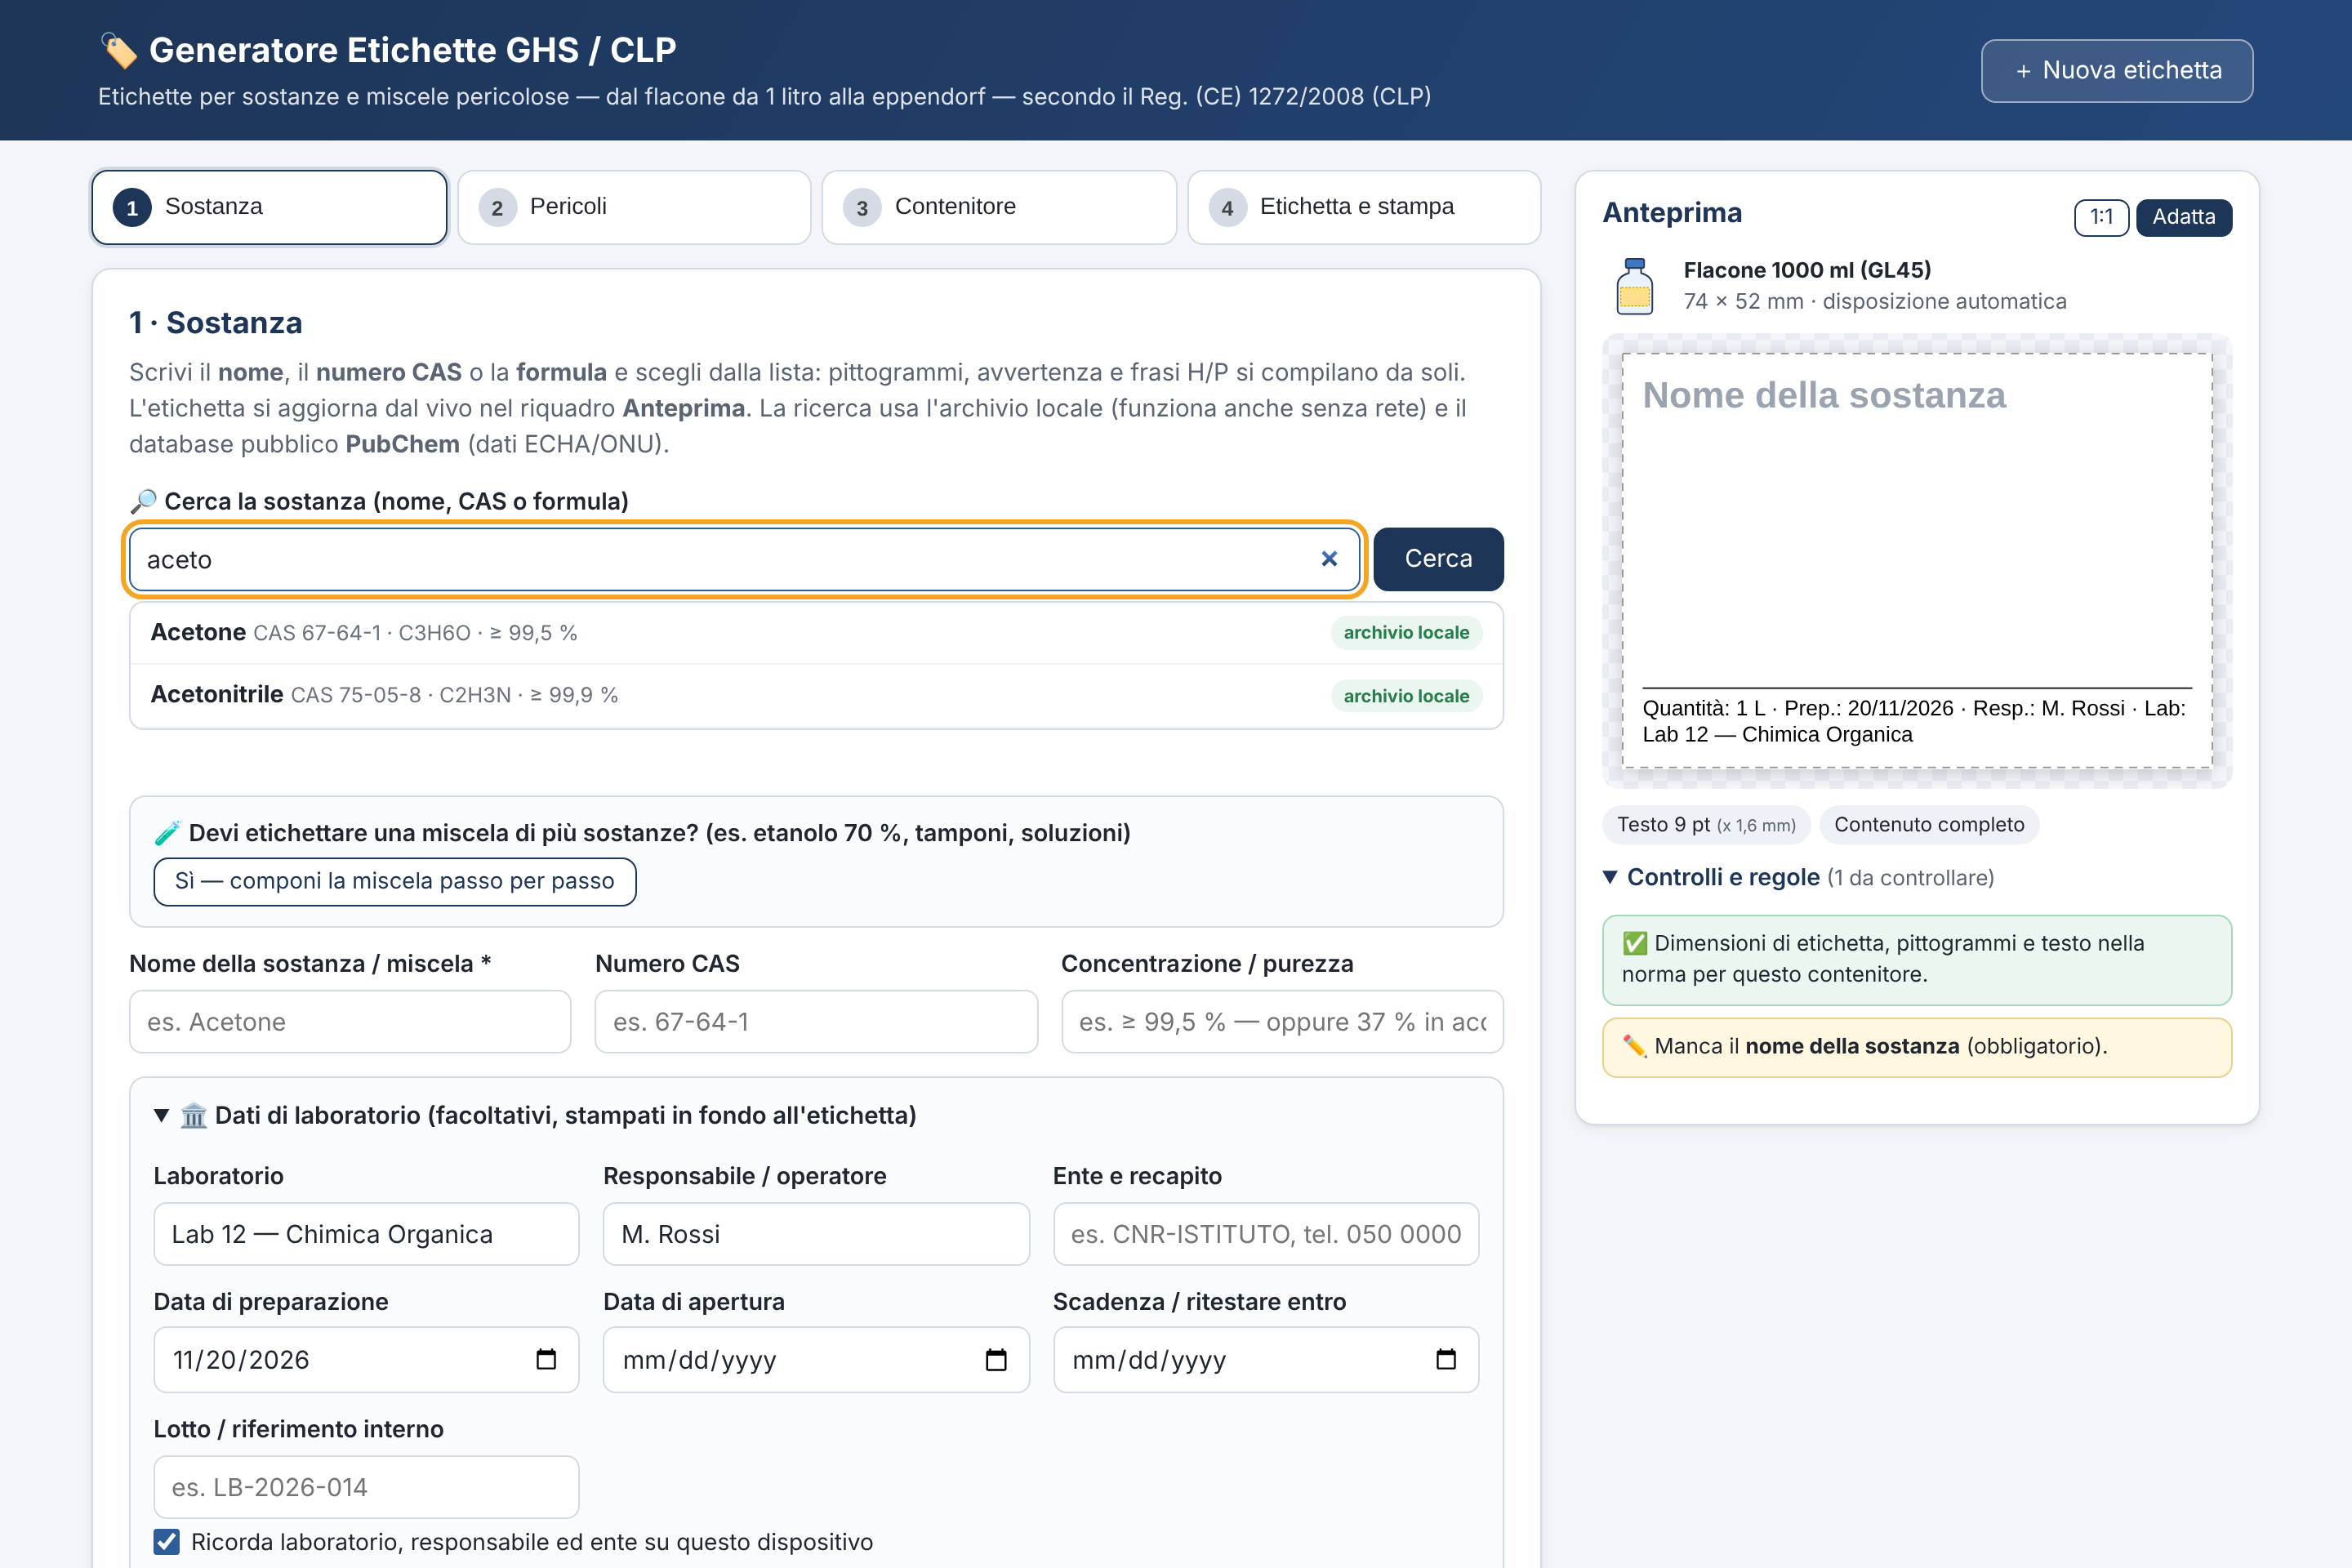 🏷️ Generatore Etichette GHS / CLP
Etichette per sostanze e miscele pericolose — dal flacone da 1 litro alla eppendorf — secondo il Reg. (CE) 1272/2008 (CLP)
+ Nuova etichetta
1 Sostanza
2 Pericoli
3 Contenitore
4 Etichetta e stampa
1 · Sostanza
Scrivi il nome, il numero CAS o la formula e scegli dalla lista: pittogrammi, avvertenza e frasi H/P si compilano da soli.
L'etichetta si aggiorna dal vivo nel riquadro Anteprima. La ricerca usa l'archivio locale (funziona anche senza rete) e il
database pubblico PubChem (dati ECHA/ONU).
🔎 Cerca la sostanza (nome, CAS o formula)
aceto
Cerca
Acetone CAS 67-64-1 · C3H6O · ≥ 99,5 % archivio locale
Acetonitrile CAS 75-05-8 · C2H3N · ≥ 99,9 % archivio locale
🧪 Devi etichettare una miscela di più sostanze? (es. etanolo 70 %, tamponi, soluzioni)
Sì — componi la miscela passo per passo
Nome della sostanza / miscela *
Numero CAS
Concentrazione / purezza
es. Acetone
es. 67-64-1
es. ≥ 99,5 % — oppure 37 % in acc
▼ 🏛️ Dati di laboratorio (facoltativi, stampati in fondo all'etichetta)
Laboratorio
Responsabile / operatore
Ente e recapito
Lab 12 — Chimica Organica
M. Rossi
es. CNR-ISTITUTO, tel. 050 0000
Data di preparazione
Data di apertura
Scadenza / ritestare entro
11/20/2026
mm/dd/yyyy
mm/dd/yyyy
Lotto / riferimento interno
es. LB-2026-014
Ricorda laboratorio, responsabile ed ente su questo dispositivo
Anteprima
1:1
Adatta
Flacone 1000 ml (GL45)
74 × 52 mm · disposizione automatica
Nome della sostanza
Quantità: 1 L · Prep.: 20/11/2026 · Resp.: M. Rossi · Lab:
Lab 12 — Chimica Organica
Testo 9 pt (x 1,6 mm)
Contenuto completo
▼ Controlli e regole (1 da controllare)
✅ Dimensioni di etichetta, pittogrammi e testo nella
norma per questo contenitore.
✏️ Manca il nome della sostanza (obbligatorio).